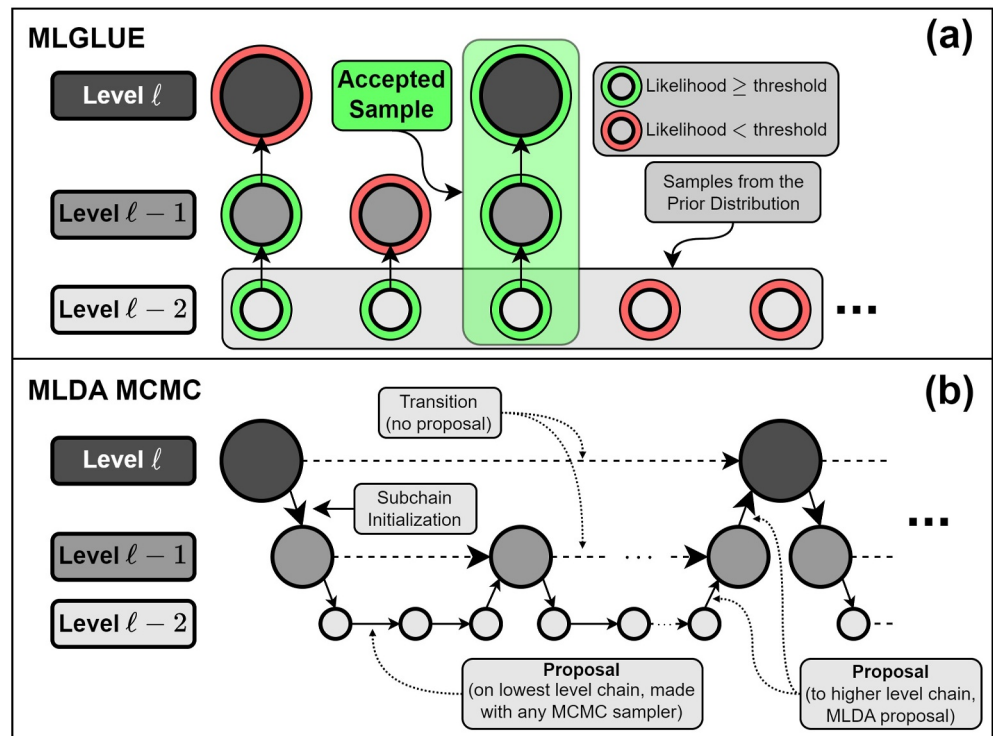 MLGLUE
(a)
Level ℓ
Accepted
Sample
Likelihood ≥ threshold
Likelihood < threshold
Level ℓ − 1
Samples from the
Prior Distribution
Level ℓ − 2
...
MLDA MCMC
(b)
Transition
(no proposal)
Level ℓ
Subchain
Initialization
...
Level ℓ − 1
...
Level ℓ − 2
...
Proposal
(on lowest level chain, made
with any MCMC sampler)
Proposal
(to higher level chain,
MLDA proposal)